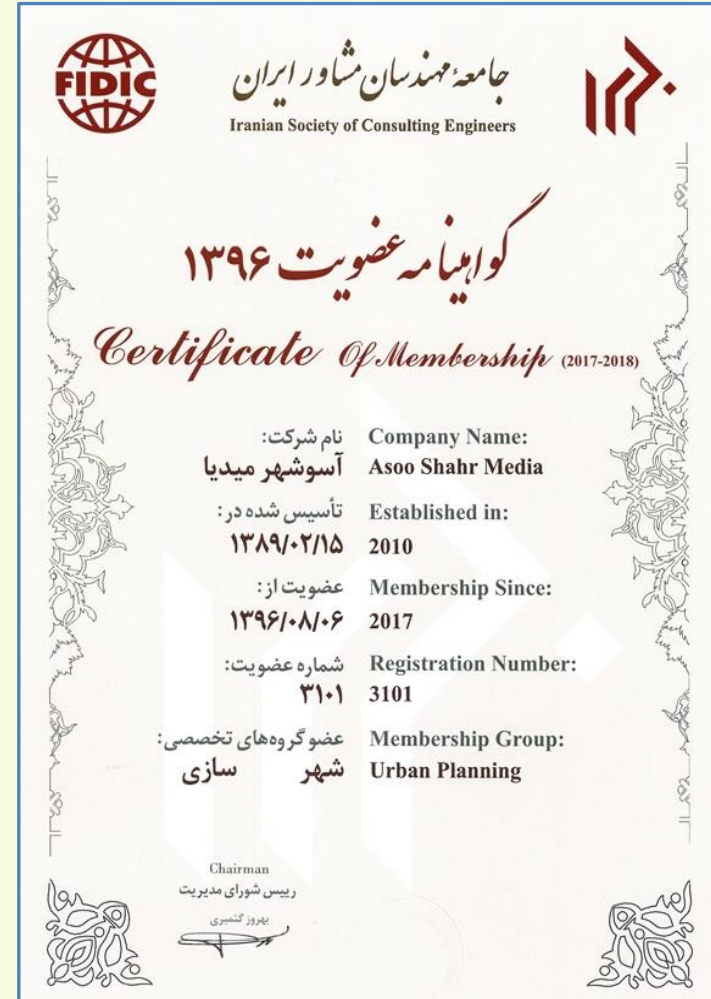 FIDIC
جامعهٔ مهندسان مشاور ایران
Iranian Society of Consulting Engineers
گواهینامه عضویت ۱۳۹۶
Certificate Of Membership (2017-2018)
نام شرکت: Company Name:
آسوشهر میدیا Asoo Shahr Media
تأسیس شده در: Established in:
۱۳۸۹/۰۲/۱۵ 2010
عضویت از: Membership Since:
۱۳۹۶/۰۸/۰۶ 2017
شماره عضویت: Registration Number:
۳۱۰۱ 3101
عضو گروه‌های تخصصی: Membership Group:
شهر سازی Urban Planning
Chairman
رییس شورای مدیریت
بهروز گتمیری